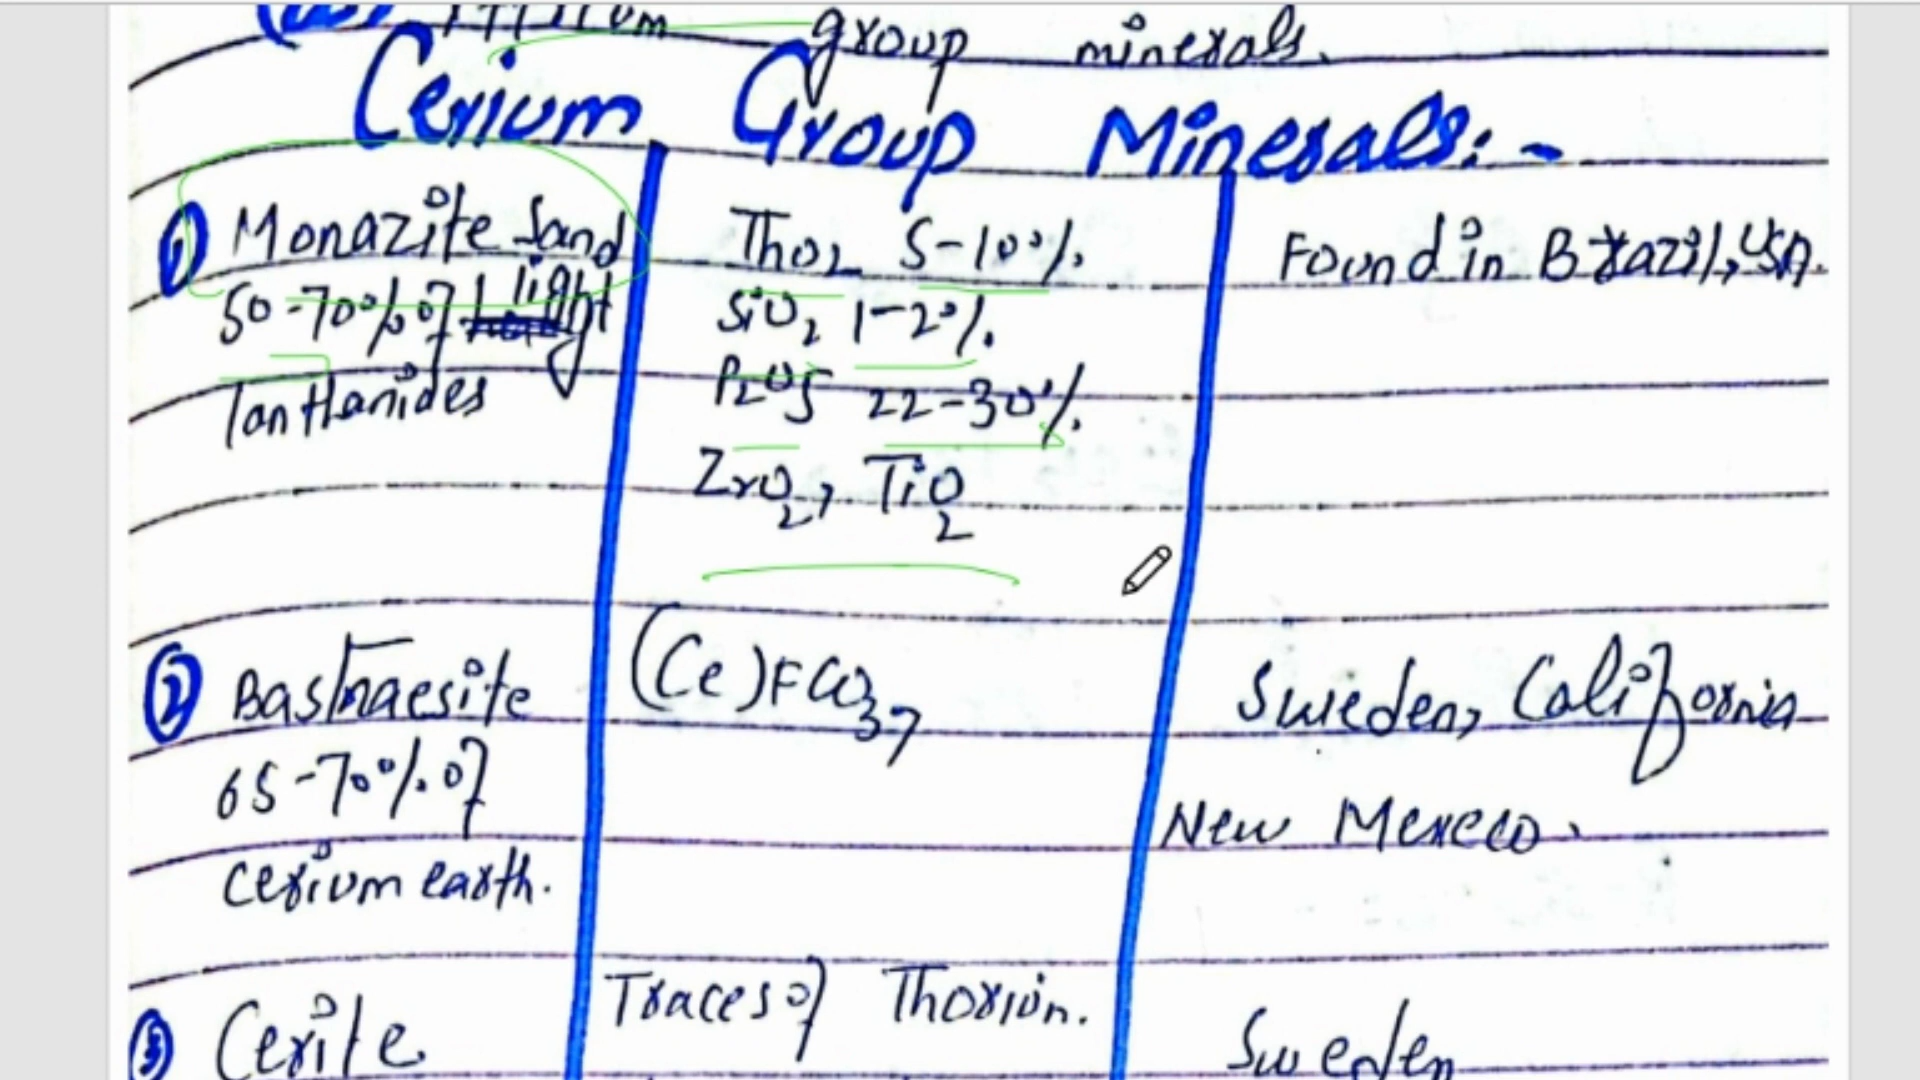 group minerals.
Cerium Group Minerals:-
① Monazite Sand
50-70% of Light
lanthanides
ThO2 5-10%.
SiO2 1-2%.
P2O5 22-30%.
ZrO2, TiO2
Found in Brazil, USA.
② Bastnaesite
65-70% of
cerium earth.
(Ce)FCO3,
Sweden, California
New Mexeco.
③ Cerite
Traces of Thorium.
Sweden